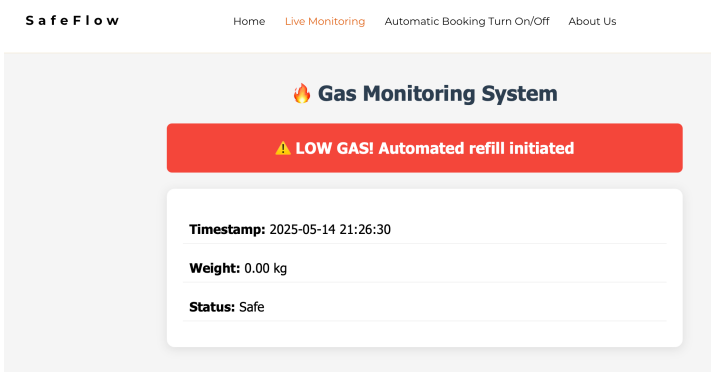 SafeFlow
Home Live Monitoring Automatic Booking Turn On/Off About Us
🔥 Gas Monitoring System
⚠️ LOW GAS! Automated refill initiated
Timestamp: 2025-05-14 21:26:30
Weight: 0.00 kg
Status: Safe